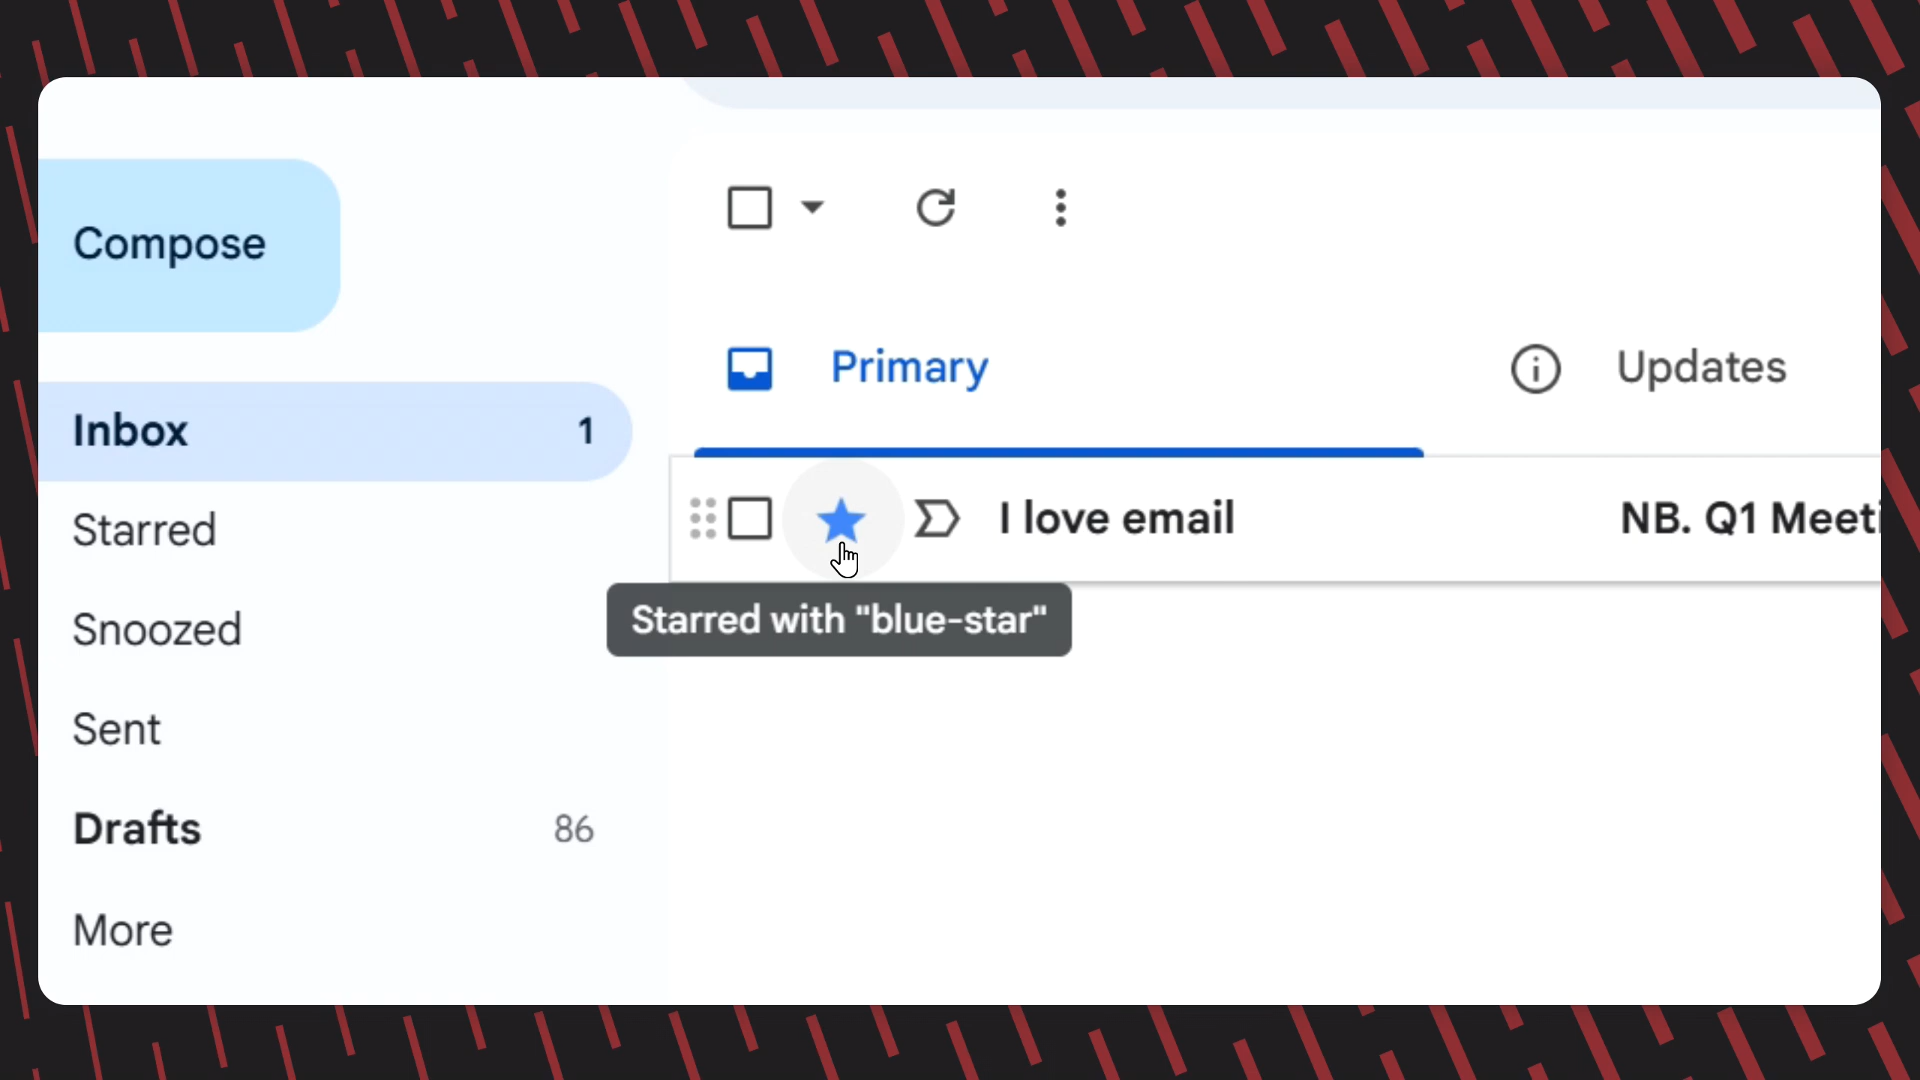 Compose
Inbox 1
Starred
Snoozed
Sent
Drafts 86
More
Primary
Updates
I love email
NB. Q1 Meeti
Starred with "blue-star"